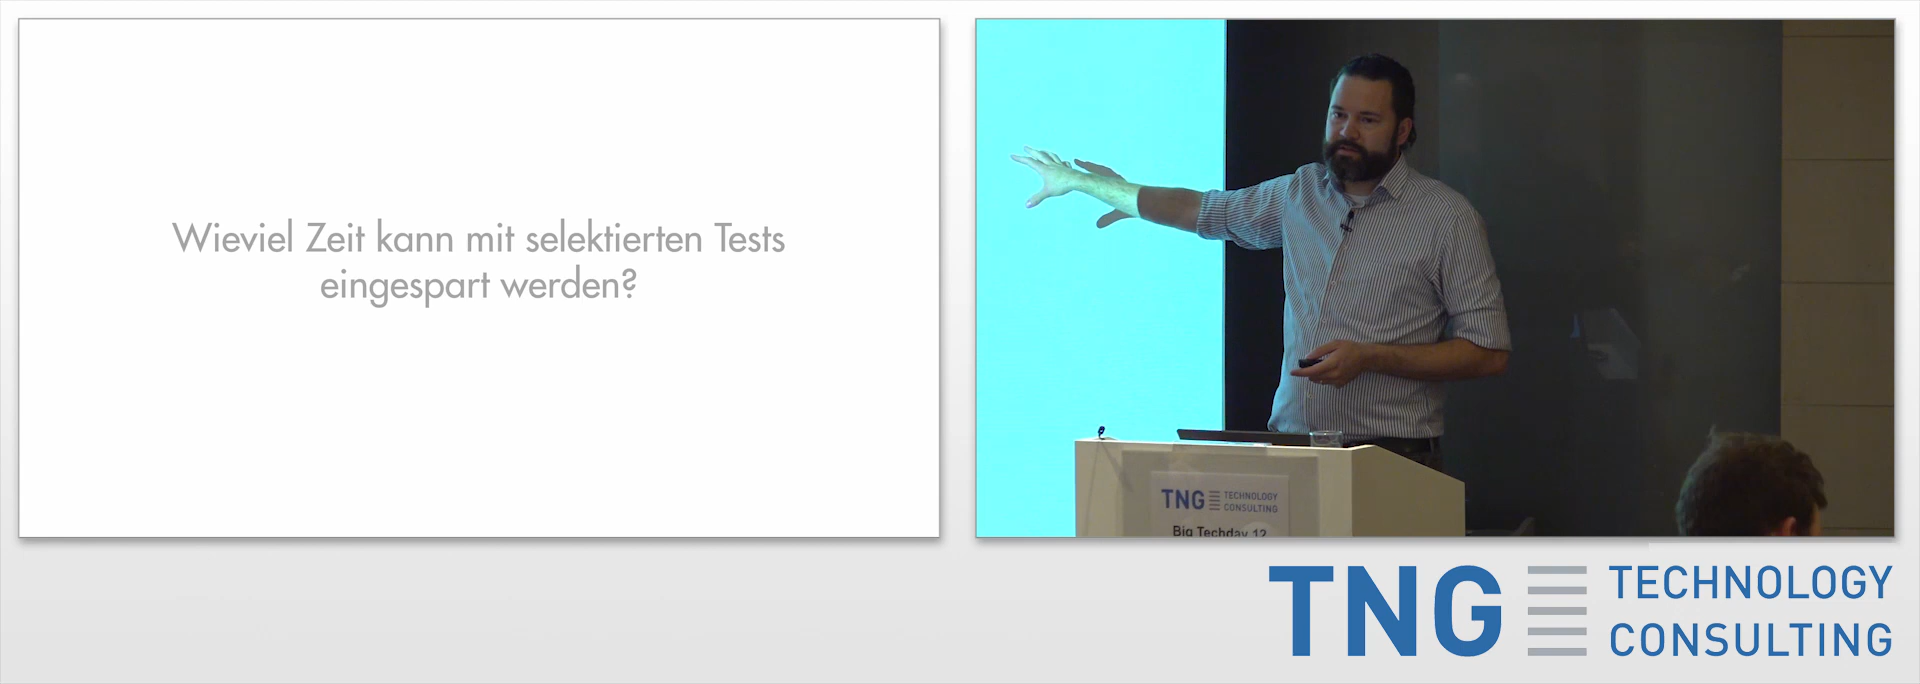 Wieviel Zeit kann mit selektierten Tests
eingespart werden?
TNG TECHNOLOGY
CONSULTING
Big Techday 12
TNG TECHNOLOGY
CONSULTING